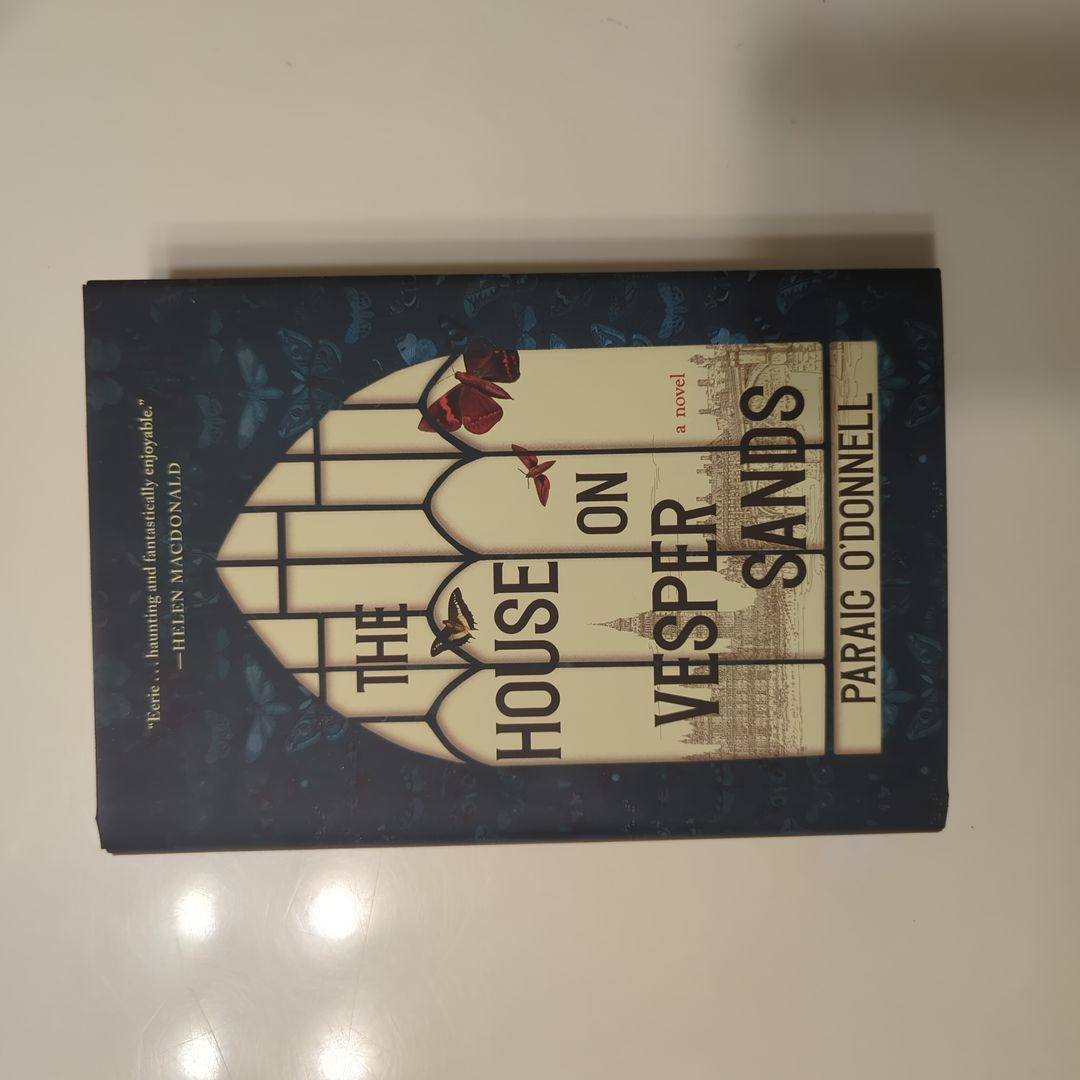 “Eerie . . . haunting and fantastically enjoyable.”
—HELEN MACDONALD
THE
HOUSE
ON
VESPER
a novel
SANDS
PARAIC O’DONNELL